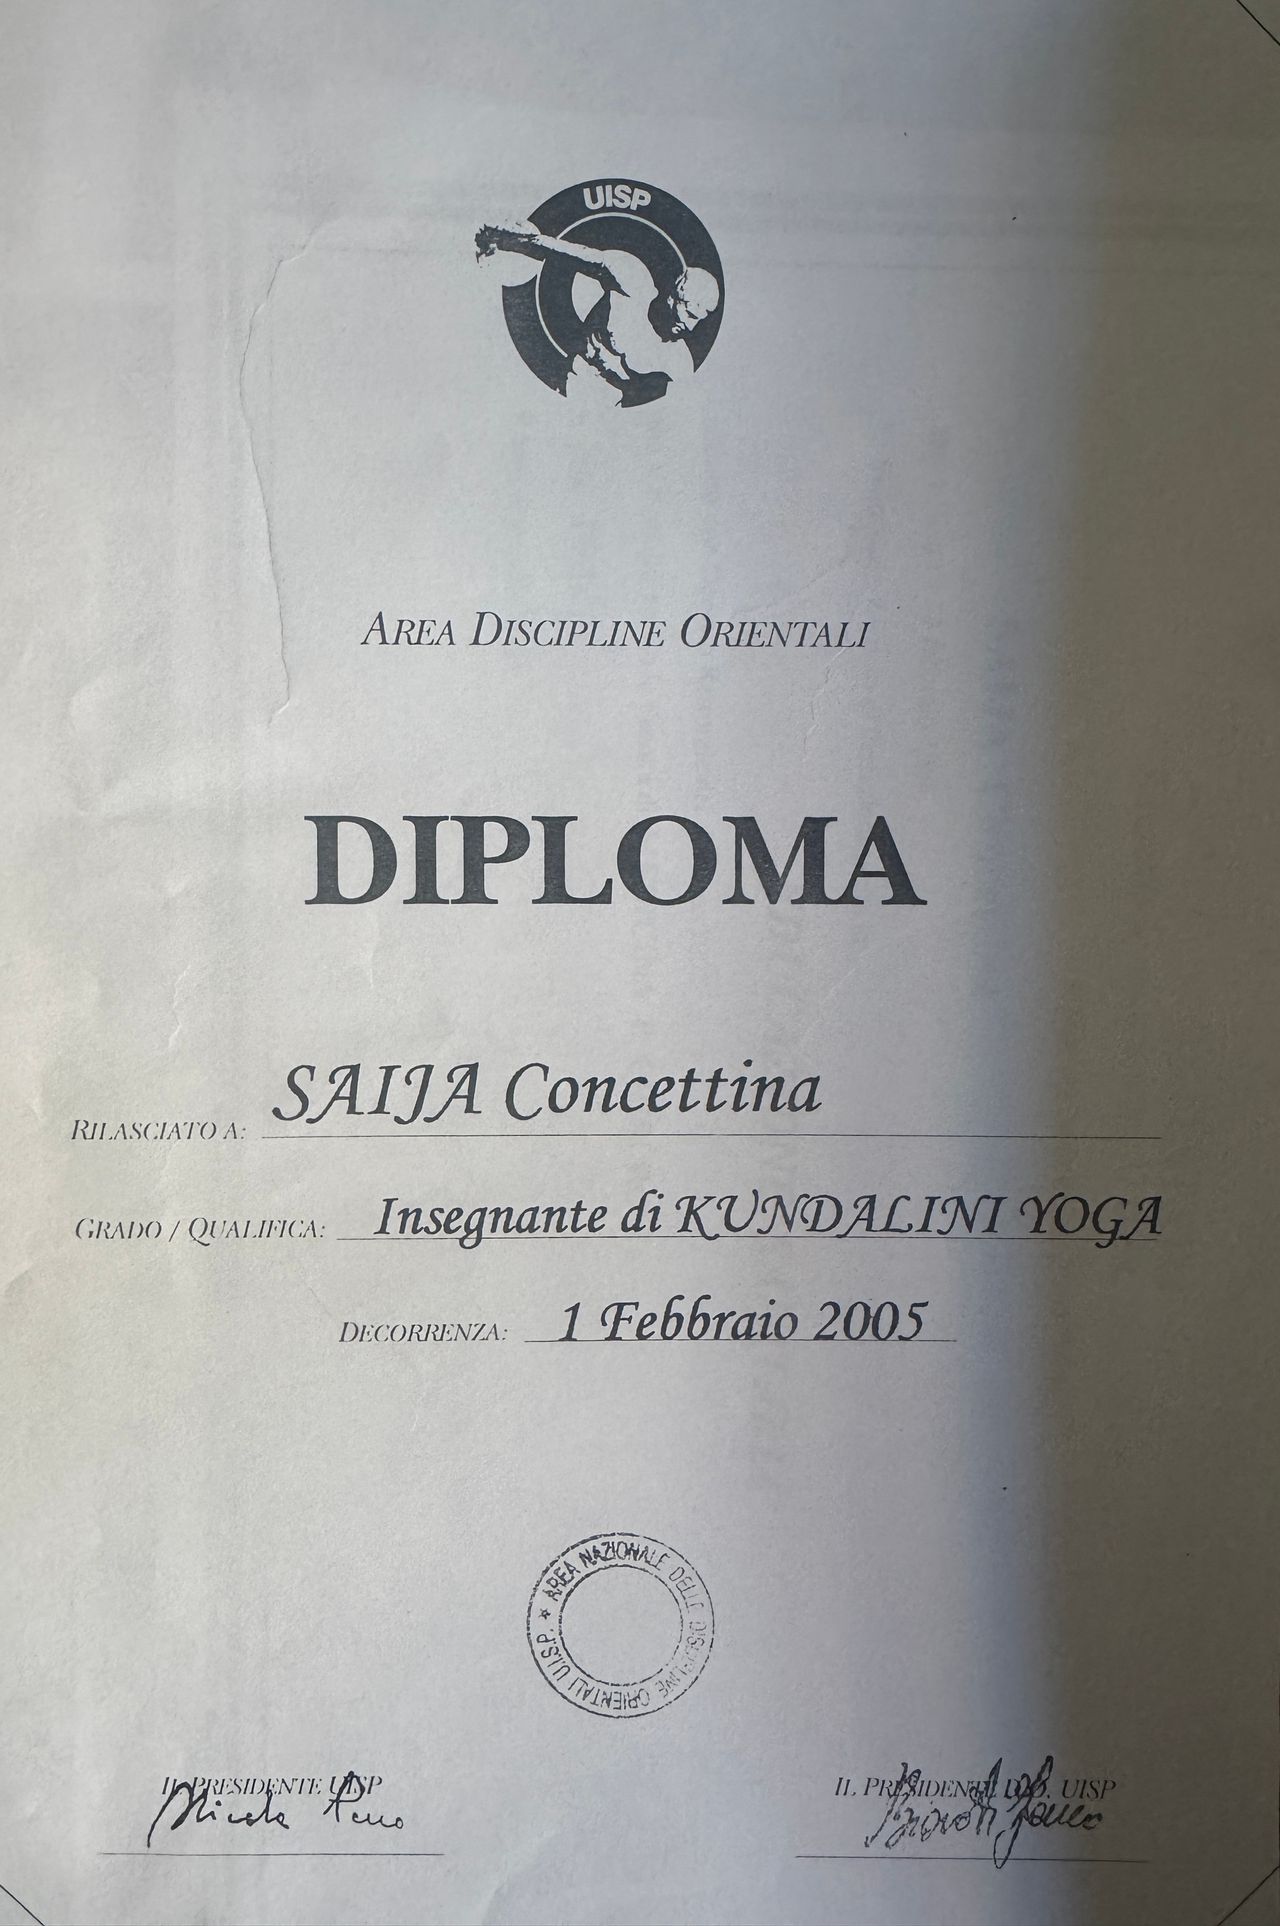 UISP
AREA DISCIPLINE ORIENTALI
DIPLOMA
RILASCIATO A: SAIJA Concettina
GRADO / QUALIFICA: Insegnante di KUNDALINI YOGA
DECORRENZA: 1 Febbraio 2005
* AREA NAZIONALE DELLE DISCIPLINE ORIENTALI U.I.S.P.
IL PRESIDENTE UISP
IL PRESIDENTE D.O. UISP